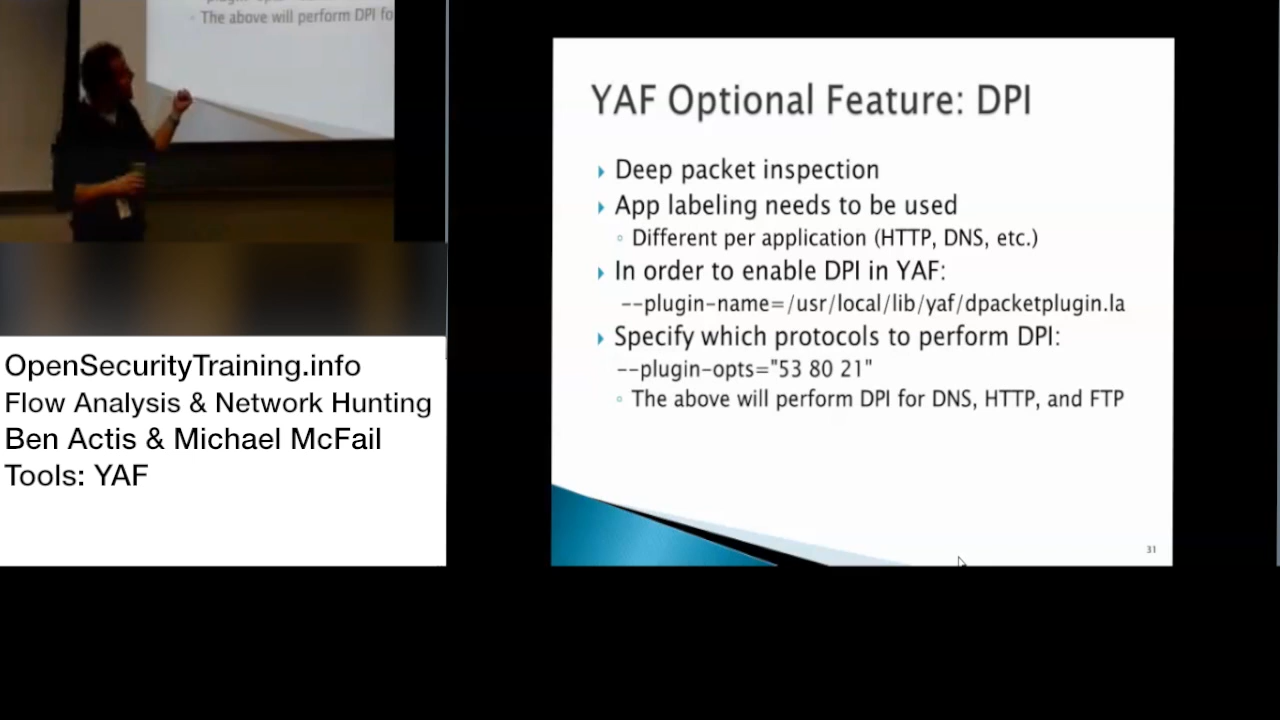 The above will perform DPI fo
OpenSecurityTraining.info
Flow Analysis & Network Hunting
Ben Actis & Michael McFail
Tools: YAF
YAF Optional Feature: DPI
Deep packet inspection
App labeling needs to be used
Different per application (HTTP, DNS, etc.)
In order to enable DPI in YAF:
--plugin-name=/usr/local/lib/yaf/dpacketplugin.la
Specify which protocols to perform DPI:
--plugin-opts="53 80 21"
The above will perform DPI for DNS, HTTP, and FTP
31